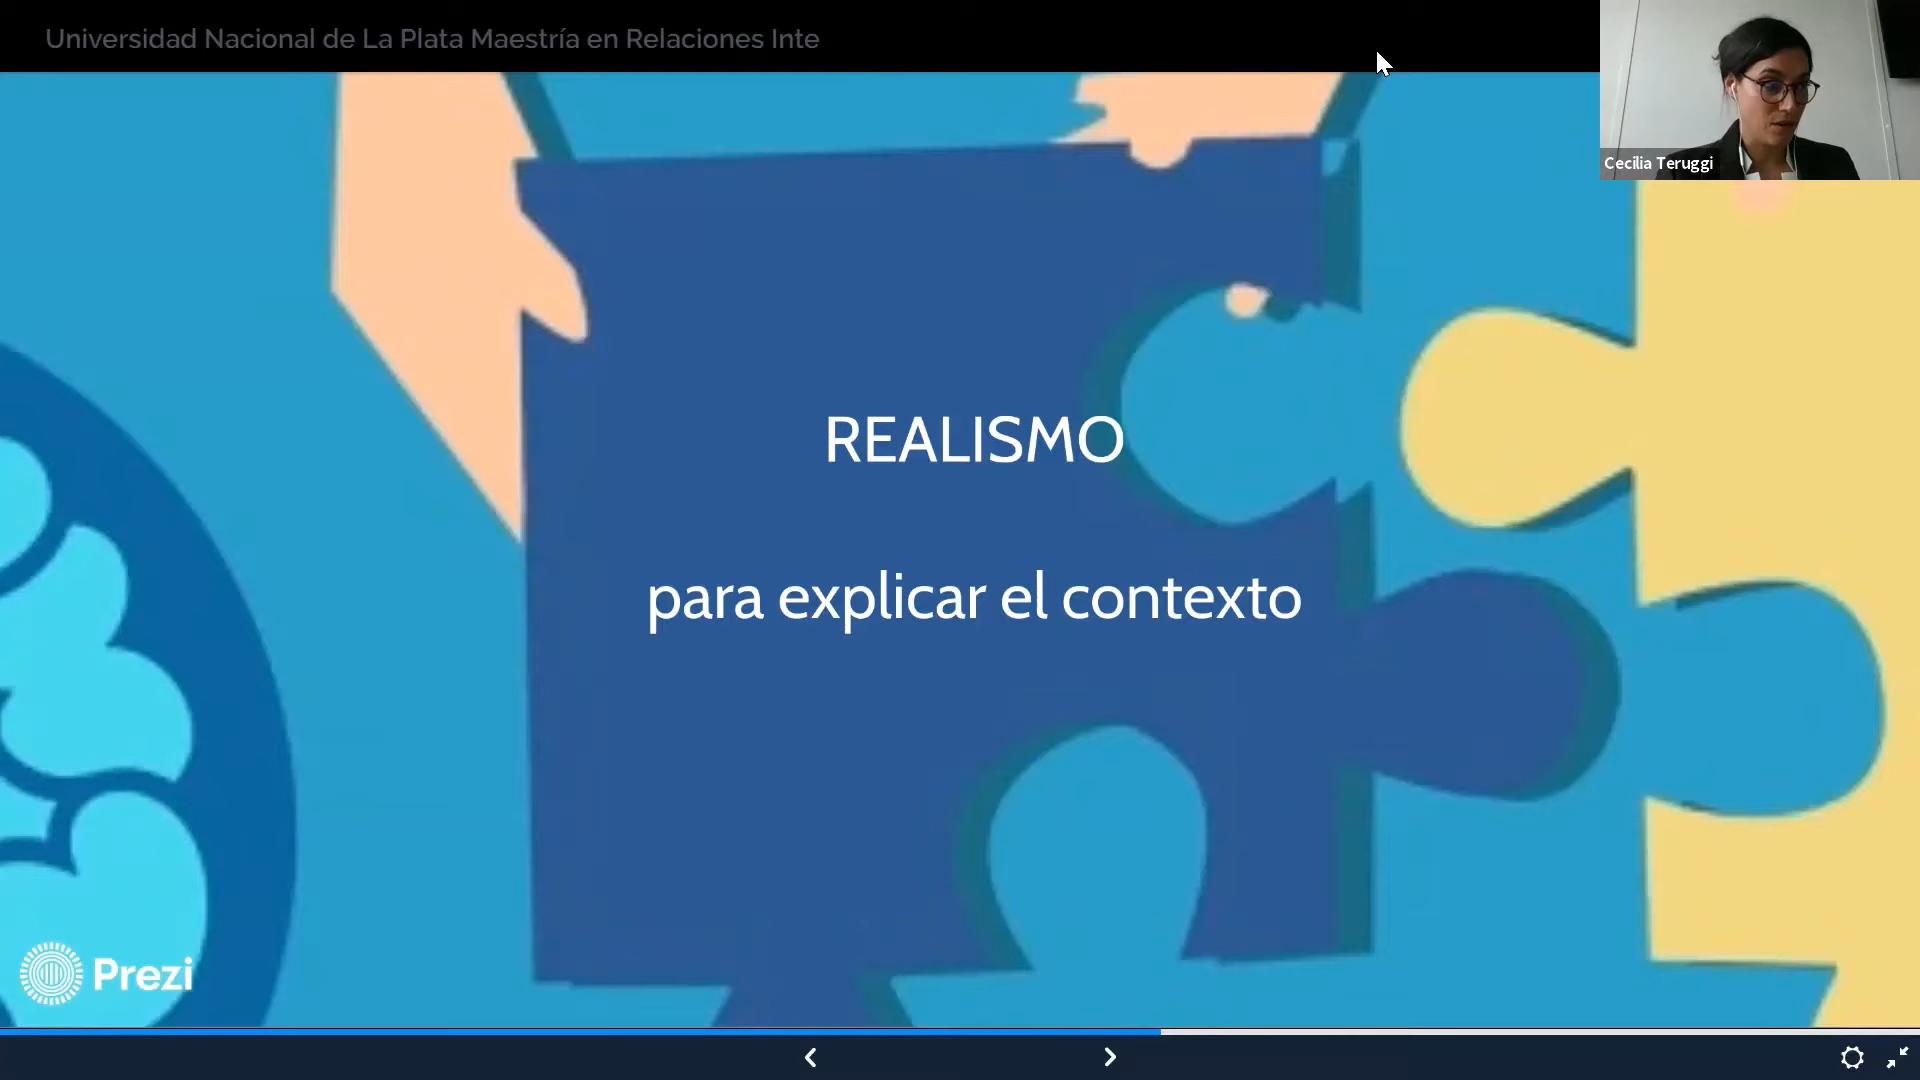 Universidad Nacional de La Plata Maestría en Relaciones Inte
Cecilia Teruggi
REALISMO
para explicar el contexto
Prezi